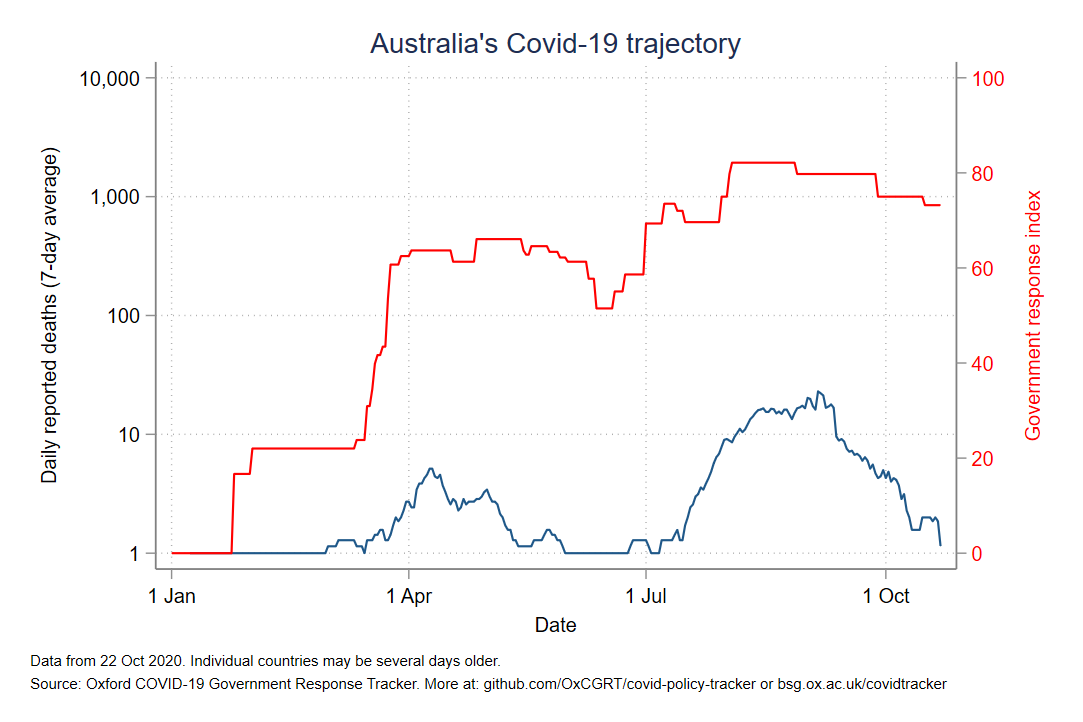 Australia's Covid-19 trajectory
10,000
1,000
100
10
1
Daily reported deaths (7-day average)
100
80
60
40
20
0
Government response index
1 Jan
1 Apr
1 Jul
1 Oct
Date
Data from 22 Oct 2020. Individual countries may be several days older.
Source: Oxford COVID-19 Government Response Tracker. More at: github.com/OxCGRT/covid-policy-tracker or bsg.ox.ac.uk/covidtracker